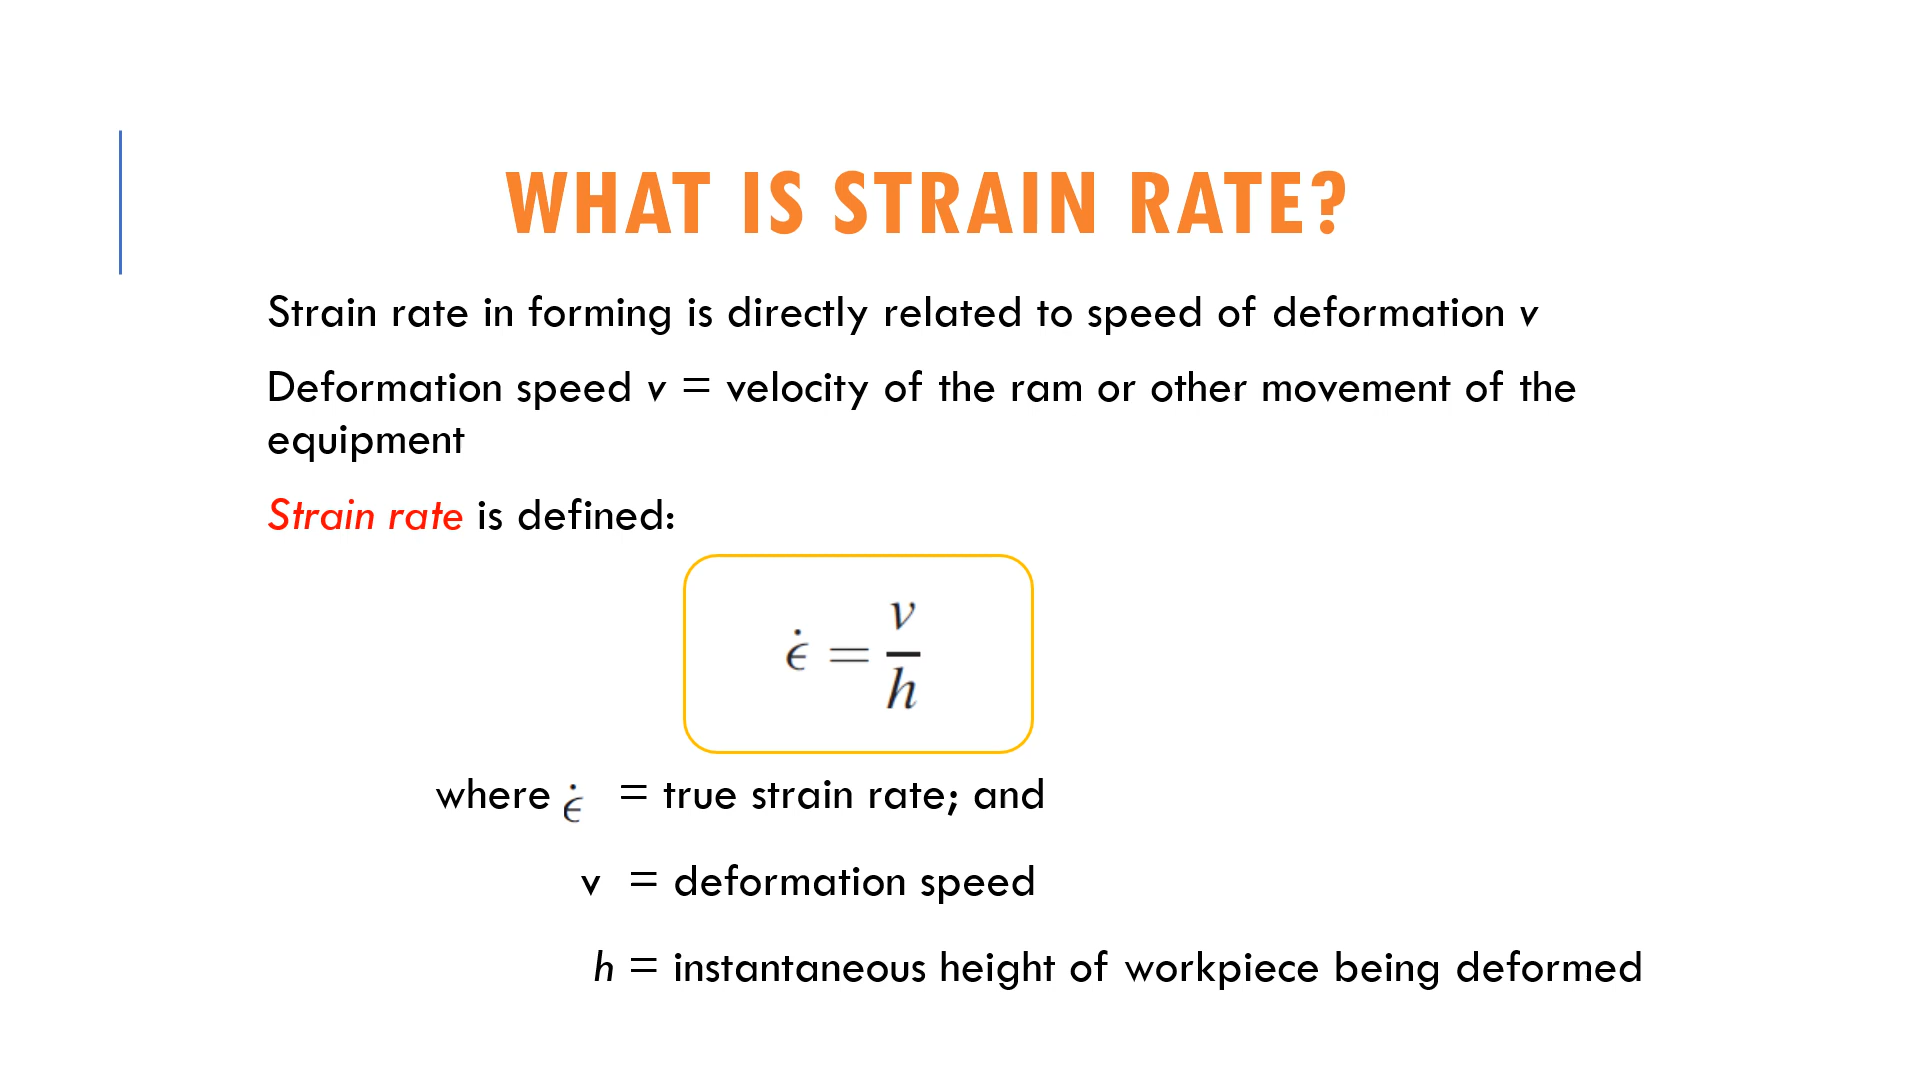 WHAT IS STRAIN RATE?
Strain rate in forming is directly related to speed of deformation v
Deformation speed v = velocity of the ram or other movement of the
equipment
Strain rate is defined:
ϵ̇ = v/h
where ϵ̇ = true strain rate; and
v = deformation speed
h = instantaneous height of workpiece being deformed